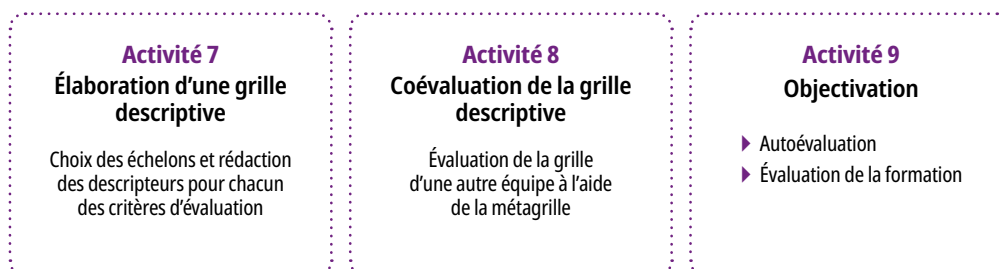 Activité 7
Élaboration d'une grille
descriptive
Choix des échelons et rédaction
des descripteurs pour chacun
des critères d'évaluation
Activité 8
Coévaluation de la grille
descriptive
Évaluation de la grille
d'une autre équipe à l'aide
de la métagrille
Activité 9
Objectivation
Autoévaluation
Évaluation de la formation